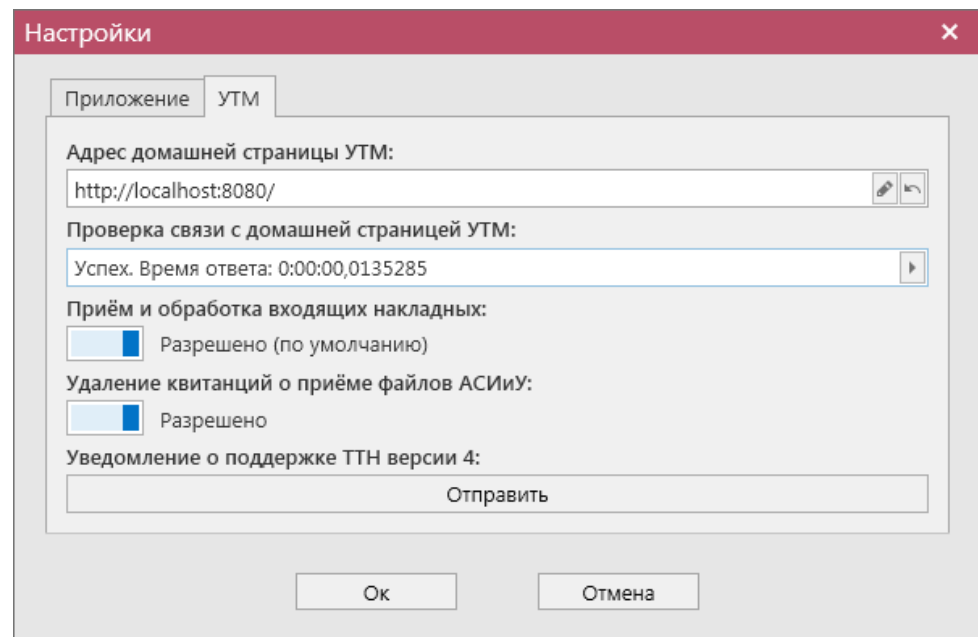 Настройки
Приложение УТМ
Адрес домашней страницы УТМ:
http://localhost:8080/
Проверка связи с домашней страницей УТМ:
Успех. Время ответа: 0:00:00,0135285
Приём и обработка входящих накладных:
Разрешено (по умолчанию)
Удаление квитанций о приёме файлов АСИиУ:
Разрешено
Уведомление о поддержке ТТН версии 4:
Отправить
Ок Отмена